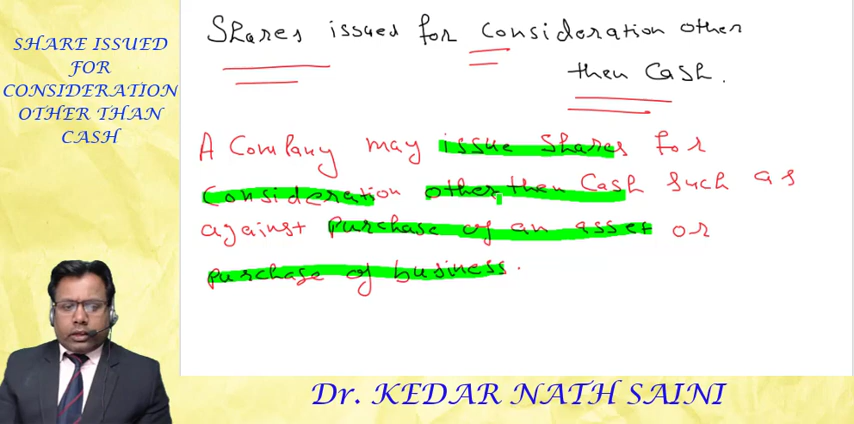 SHARE ISSUED
FOR
CONSIDERATION
OTHER THAN
CASH
Shares issued for Consideration other
then Cash.
A Company may issue Shares for
Consideration other then Cash such as
against purchase of an asset or
purchase of business.
Dr. KEDAR NATH SAINI